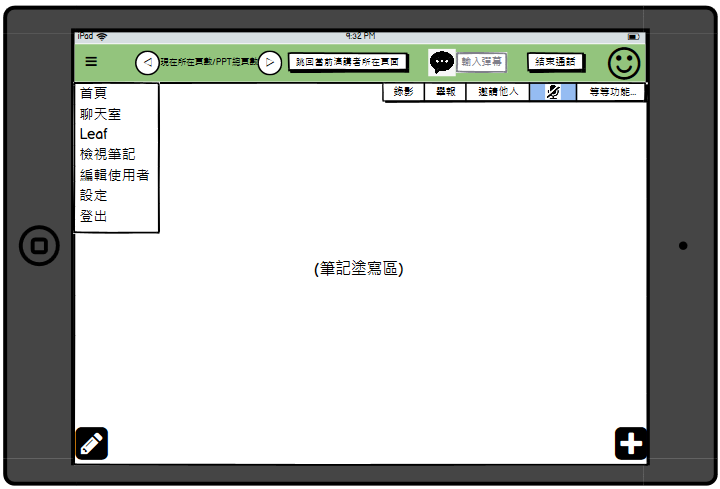 iPad 9:32 PM
現在所在頁數/PPT總頁數 跳回當前演講者所在頁面 輸入彈幕 結束通話
錄影 舉報 邀請他人 等等功能...
首頁
聊天室
Leaf
檢視筆記
編輯使用者
設定
登出
(筆記塗寫區)